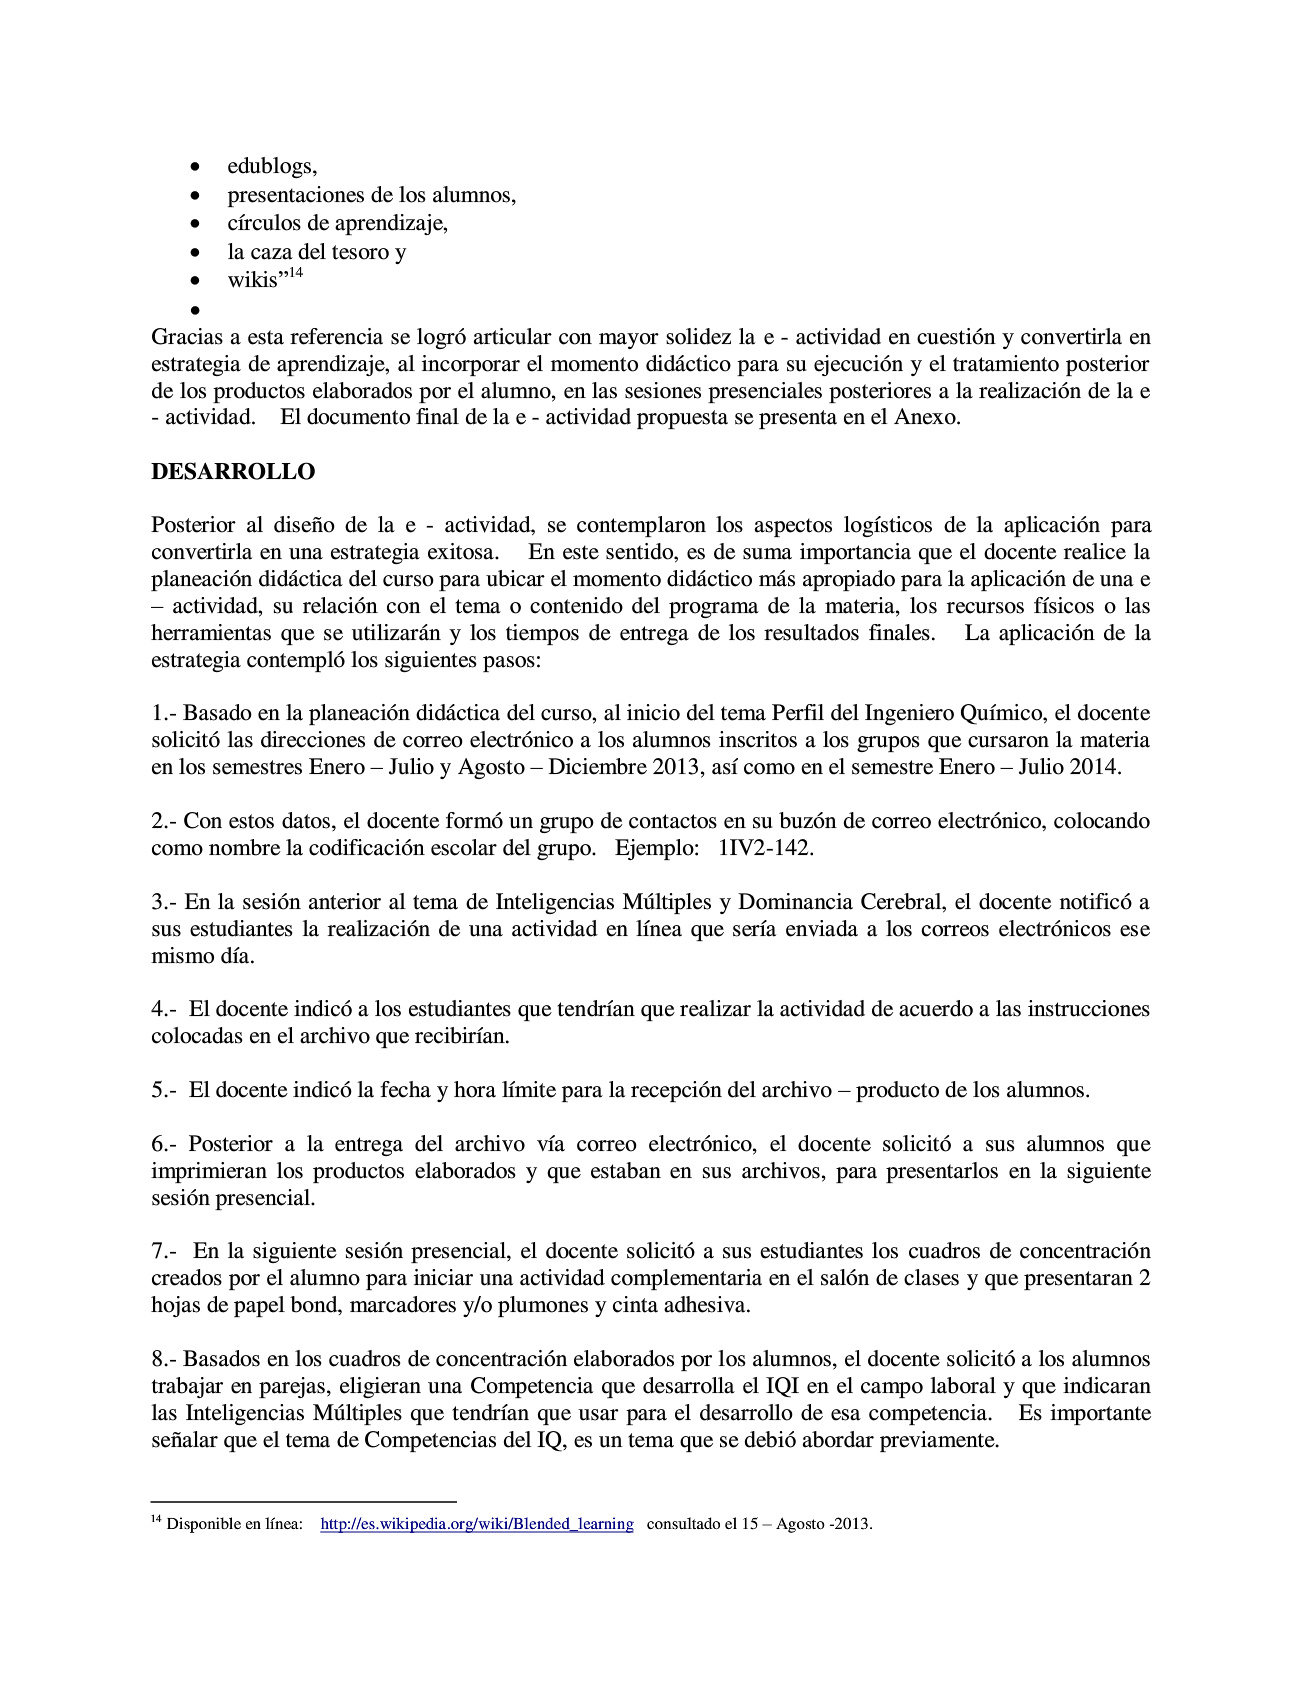 • edublogs,
• presentaciones de los alumnos,
• círculos de aprendizaje,
• la caza del tesoro y
• wikis”14
•
Gracias a esta referencia se logró articular con mayor solidez la e - actividad en cuestión y convertirla en
estrategia de aprendizaje, al incorporar el momento didáctico para su ejecución y el tratamiento posterior
de los productos elaborados por el alumno, en las sesiones presenciales posteriores a la realización de la e
- actividad. El documento final de la e - actividad propuesta se presenta en el Anexo.
DESARROLLO
Posterior al diseño de la e - actividad, se contemplaron los aspectos logísticos de la aplicación para
convertirla en una estrategia exitosa. En este sentido, es de suma importancia que el docente realice la
planeación didáctica del curso para ubicar el momento didáctico más apropiado para la aplicación de una e
– actividad, su relación con el tema o contenido del programa de la materia, los recursos físicos o las
herramientas que se utilizarán y los tiempos de entrega de los resultados finales. La aplicación de la
estrategia contempló los siguientes pasos:
1.- Basado en la planeación didáctica del curso, al inicio del tema Perfil del Ingeniero Químico, el docente
solicitó las direcciones de correo electrónico a los alumnos inscritos a los grupos que cursaron la materia
en los semestres Enero – Julio y Agosto – Diciembre 2013, así como en el semestre Enero – Julio 2014.
2.- Con estos datos, el docente formó un grupo de contactos en su buzón de correo electrónico, colocando
como nombre la codificación escolar del grupo. Ejemplo: 1IV2-142.
3.- En la sesión anterior al tema de Inteligencias Múltiples y Dominancia Cerebral, el docente notificó a
sus estudiantes la realización de una actividad en línea que sería enviada a los correos electrónicos ese
mismo día.
4.- El docente indicó a los estudiantes que tendrían que realizar la actividad de acuerdo a las instrucciones
colocadas en el archivo que recibirían.
5.- El docente indicó la fecha y hora límite para la recepción del archivo – producto de los alumnos.
6.- Posterior a la entrega del archivo vía correo electrónico, el docente solicitó a sus alumnos que
imprimieran los productos elaborados y que estaban en sus archivos, para presentarlos en la siguiente
sesión presencial.
7.- En la siguiente sesión presencial, el docente solicitó a sus estudiantes los cuadros de concentración
creados por el alumno para iniciar una actividad complementaria en el salón de clases y que presentaran 2
hojas de papel bond, marcadores y/o plumones y cinta adhesiva.
8.- Basados en los cuadros de concentración elaborados por los alumnos, el docente solicitó a los alumnos
trabajar en parejas, eligieran una Competencia que desarrolla el IQI en el campo laboral y que indicaran
las Inteligencias Múltiples que tendrían que usar para el desarrollo de esa competencia. Es importante
señalar que el tema de Competencias del IQ, es un tema que se debió abordar previamente.
14 Disponible en línea: http://es.wikipedia.org/wiki/Blended_learning consultado el 15 – Agosto -2013.